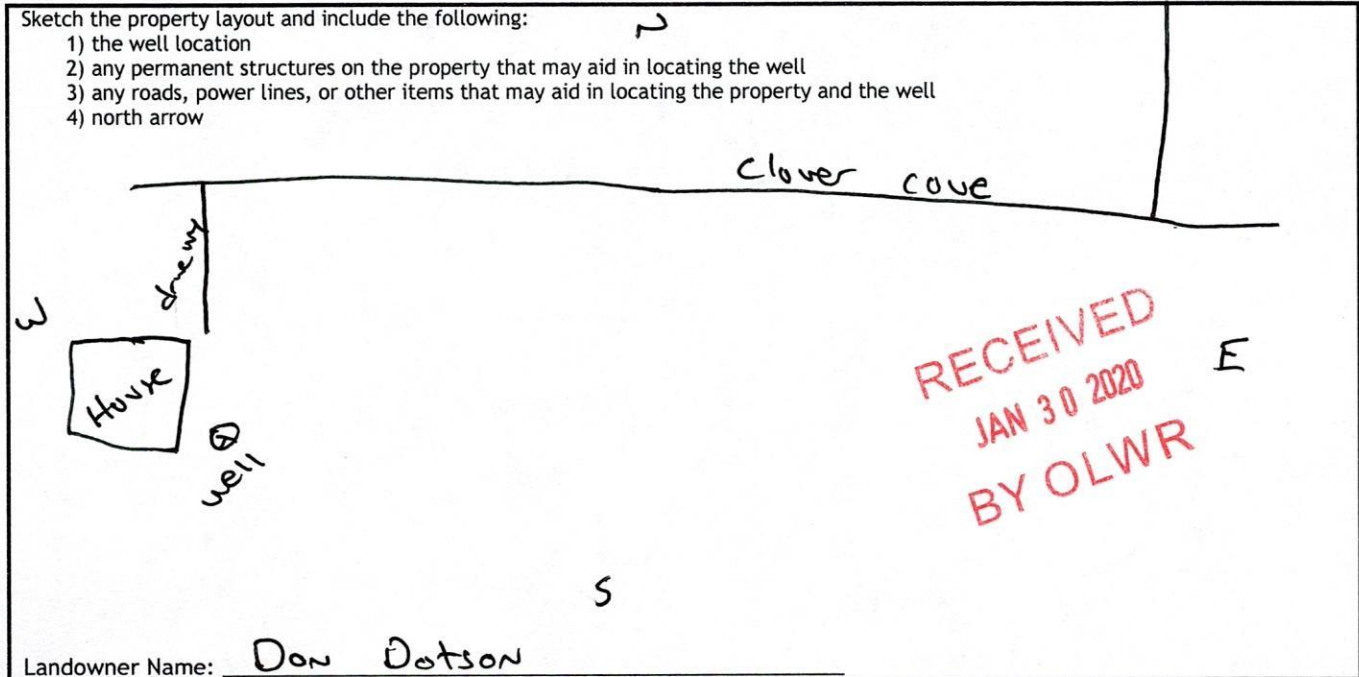 Sketch the property layout and include the following:
N
1) the well location
2) any permanent structures on the property that may aid in locating the well
3) any roads, power lines, or other items that may aid in locating the property and the well
4) north arrow
Clover cove
driveway
W
House
well
E
RECEIVED
JAN 30 2020
BY OLWR
S
Landowner Name: Don Dotson